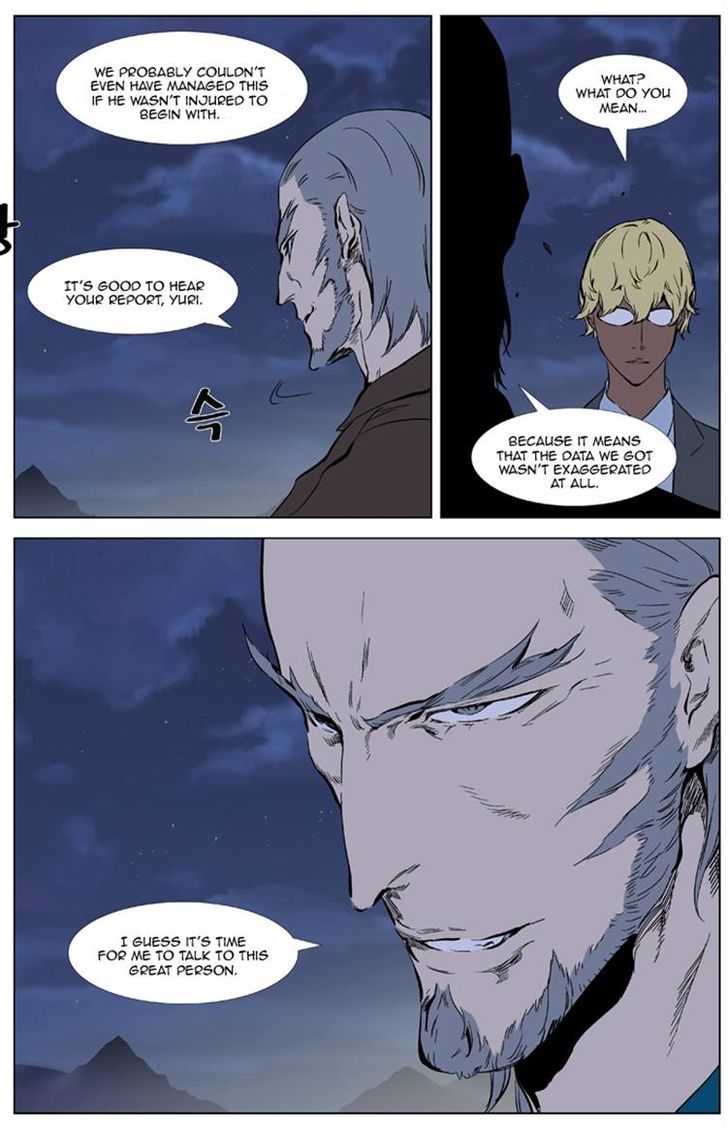 WE PROBABLY COULDN'T
EVEN HAVE MANAGED THIS
IF HE WASN'T INJURED TO
BEGIN WITH.
IT'S GOOD TO HEAR
YOUR REPORT, YURI.
슥
WHAT?
WHAT DO YOU
MEAN...
BECAUSE IT MEANS
THAT THE DATA WE GOT
WASN'T EXAGGERATED
AT ALL.
I GUESS IT'S TIME
FOR ME TO TALK TO THIS
GREAT PERSON.